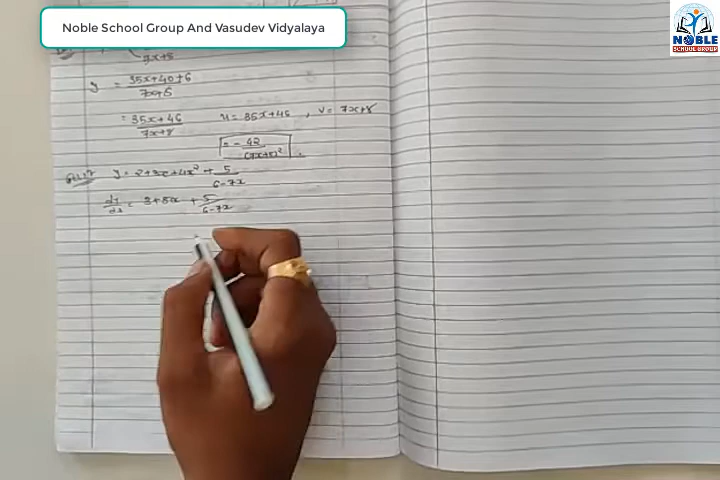 Noble School Group And Vasudev Vidyalaya
NOBLE
SCHOOL GROUP
9x+5
y = 35x+40+6 / 7x+8
= 35x+46 / 7x+8 u = 35x+46 , v = 7x+8
= - 42 / (7x+8)²
y = 2+3x+4x² + 5 / 6-7x
dy/dx = 3+8x + 5 / 6-7x